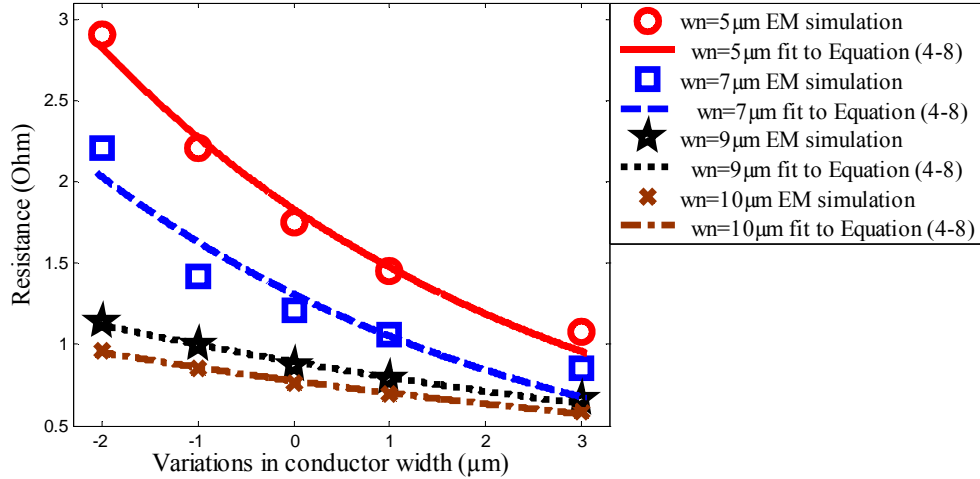 3
2.5
2
1.5
1
0.5
-2
-1
0
1
2
3
Resistance (Ohm)
Variations in conductor width (µm)
wn=5µm EM simulation
wn=5µm fit to Equation (4-8)
wn=7µm EM simulation
wn=7µm fit to Equation (4-8)
wn=9µm EM simulation
wn=9µm fit to Equation (4-8)
wn=10µm EM simulation
wn=10µm fit to Equation (4-8)